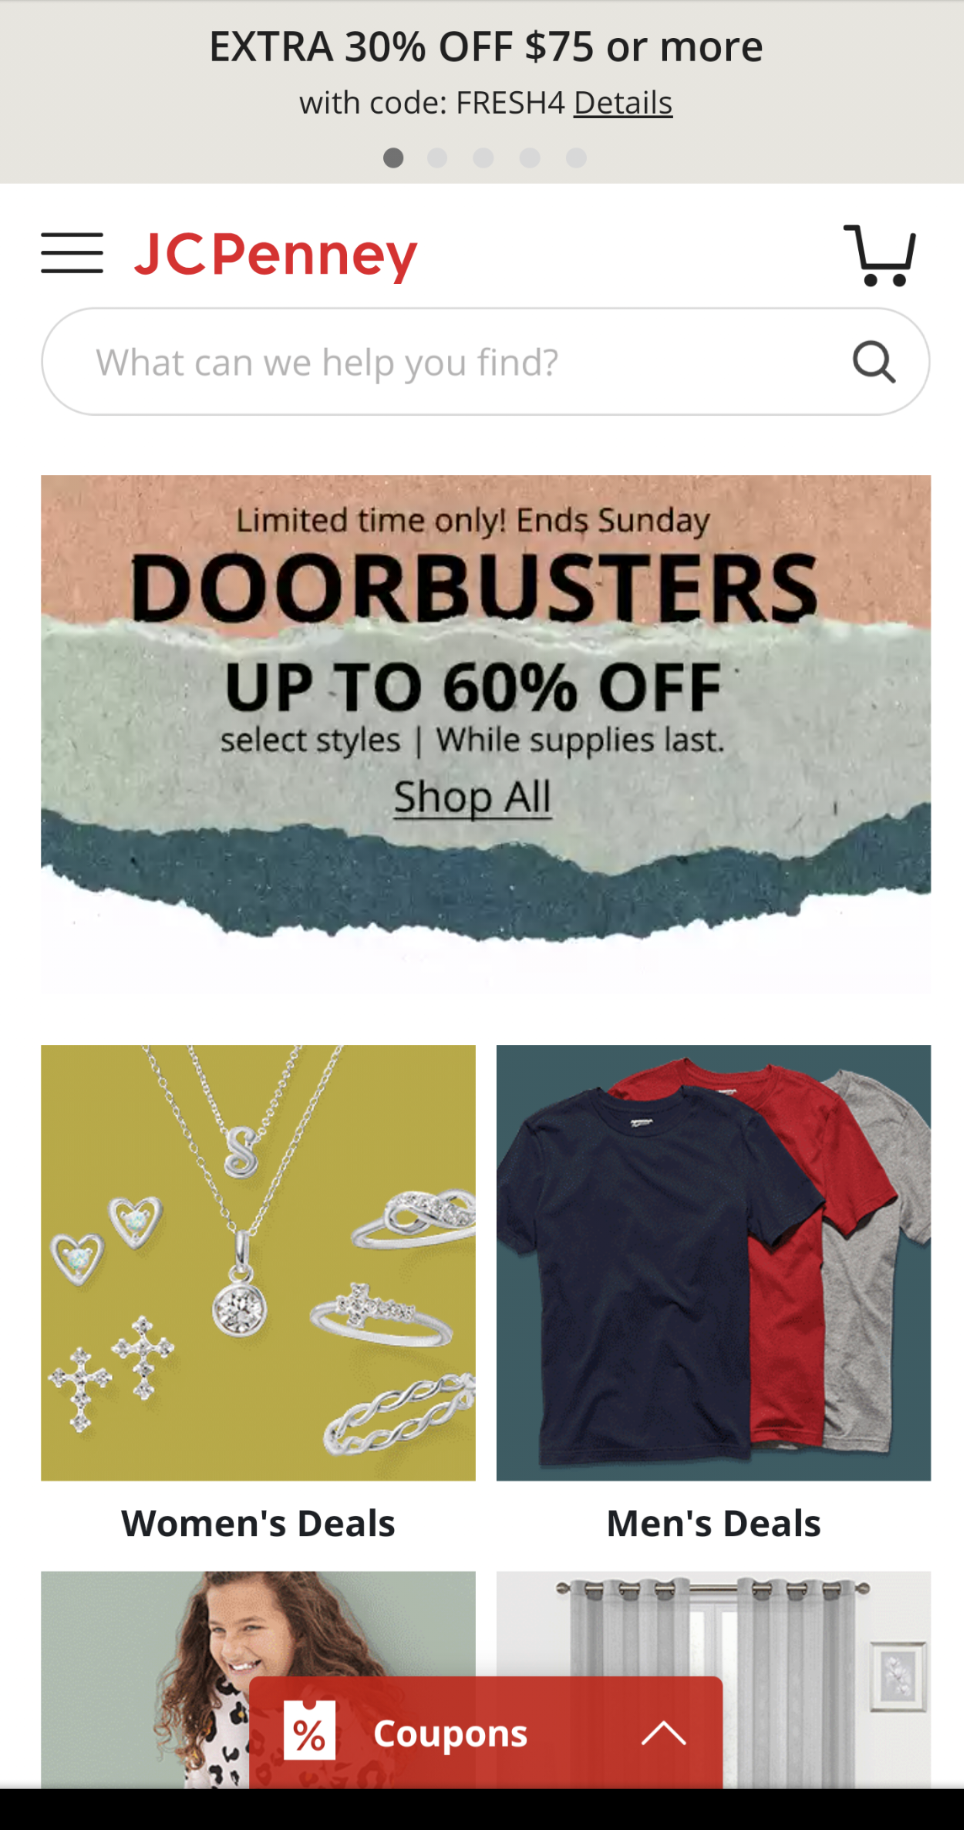 EXTRA 30% OFF $75 or more
with code: FRESH4 Details
JCPenney
What can we help you find?
Limited time only! Ends Sunday
DOORBUSTERS
UP TO 60% OFF
select styles | While supplies last.
Shop All
S
Women's Deals
Men's Deals
% Coupons